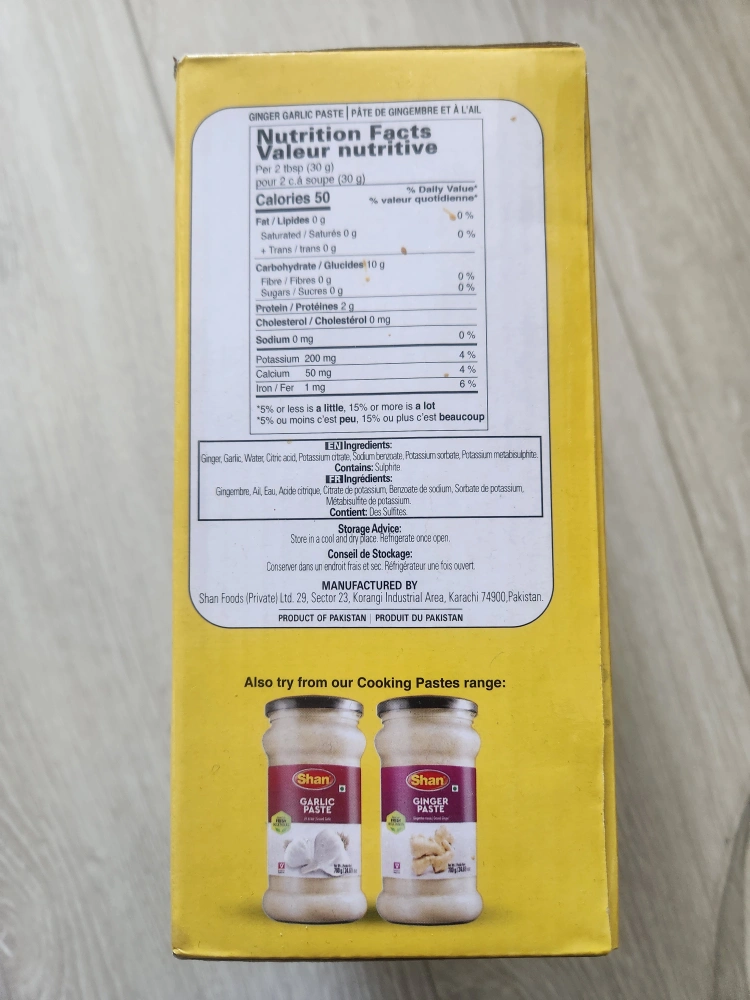 GINGER GARLIC PASTE | PÂTE DE GINGEMBRE ET À L'AIL
Nutrition Facts
Valeur nutritive
Per 2 tbsp (30 g)
pour 2 c.à soupe (30 g)
Calories 50
% Daily Value*
% valeur quotidienne*
Fat / Lipides 0 g 0 %
Saturated / Saturés 0 g 0 %
+ Trans / trans 0 g
Carbohydrate / Glucides 10 g
Fibre / Fibres 0 g 0 %
Sugars / Sucres 0 g 0 %
Protein / Protéines 2 g
Cholesterol / Cholestérol 0 mg
Sodium 0 mg 0 %
Potassium 200 mg 4 %
Calcium 50 mg 4 %
Iron / Fer 1 mg 6 %
*5% or less is a little, 15% or more is a lot
*5% ou moins c'est peu, 15% ou plus c'est beaucoup
EN Ingredients:
Ginger, Garlic, Water, Citric acid, Potassium citrate, Sodium benzoate, Potassium sorbate, Potassium metabisulphite.
Contains: Sulphite
FR Ingrédients:
Gingembre, Ail, Eau, Acide citrique, Citrate de potassium, Benzoate de sodium, Sorbate de potassium,
Métabisulfite de potassium.
Contient: Des Sulfites.
Storage Advice:
Store in a cool and dry place. Refrigerate once open.
Conseil de Stockage:
Conserver dans un endroit frais et sec. Réfrigérateur une fois ouvert.
MANUFACTURED BY
Shan Foods (Private) Ltd. 29, Sector 23, Korangi Industrial Area, Karachi 74900,Pakistan.
PRODUCT OF PAKISTAN | PRODUIT DU PAKISTAN
Also try from our Cooking Pastes range:
Shan
GARLIC
PASTE
Shan
GINGER
PASTE